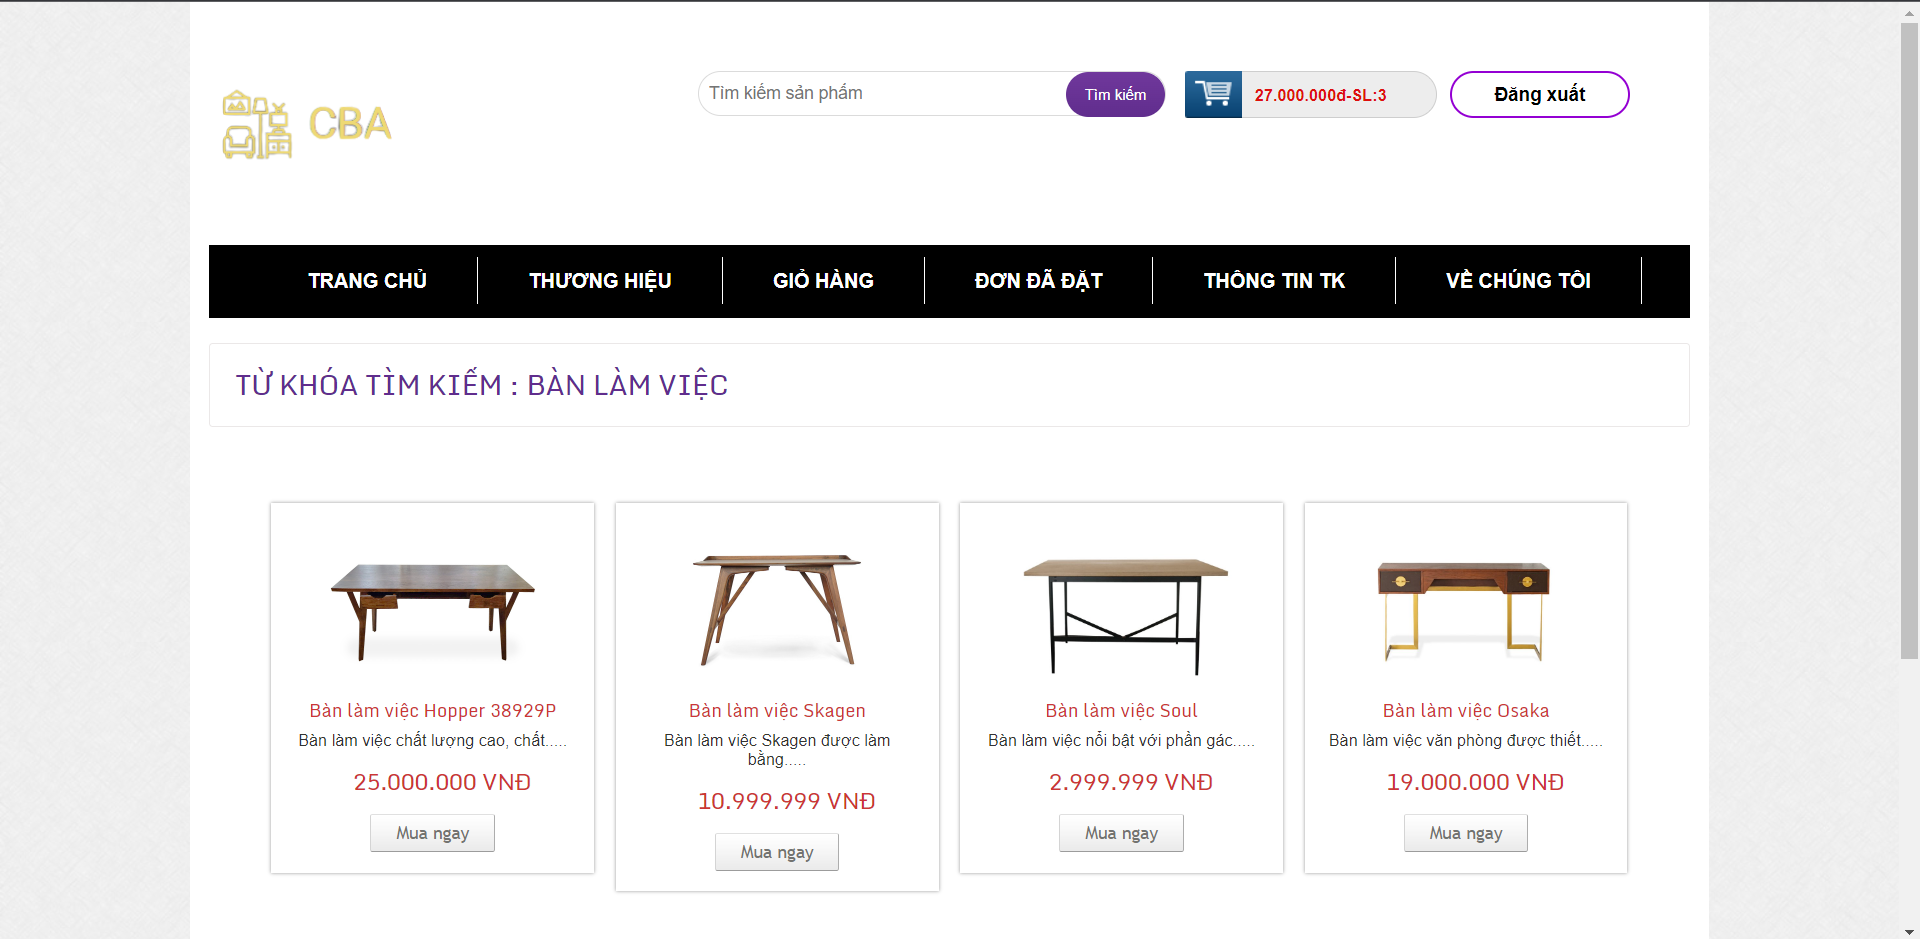 CBA
Tìm kiếm sản phẩm
Tìm kiếm
27.000.000đ-SL:3
Đăng xuất
TRANG CHỦ
THƯƠNG HIỆU
GIỎ HÀNG
ĐƠN ĐÃ ĐẶT
THÔNG TIN TK
VỀ CHÚNG TÔI
TỪ KHÓA TÌM KIẾM : BÀN LÀM VIỆC
Bàn làm việc Hopper 38929P
Bàn làm việc chất lượng cao, chất.....
25.000.000 VNĐ
Mua ngay
Bàn làm việc Skagen
Bàn làm việc Skagen được làm
bằng.....
10.999.999 VNĐ
Mua ngay
Bàn làm việc Soul
Bàn làm việc nổi bật với phần gác.....
2.999.999 VNĐ
Mua ngay
Bàn làm việc Osaka
Bàn làm việc văn phòng được thiết.....
19.000.000 VNĐ
Mua ngay